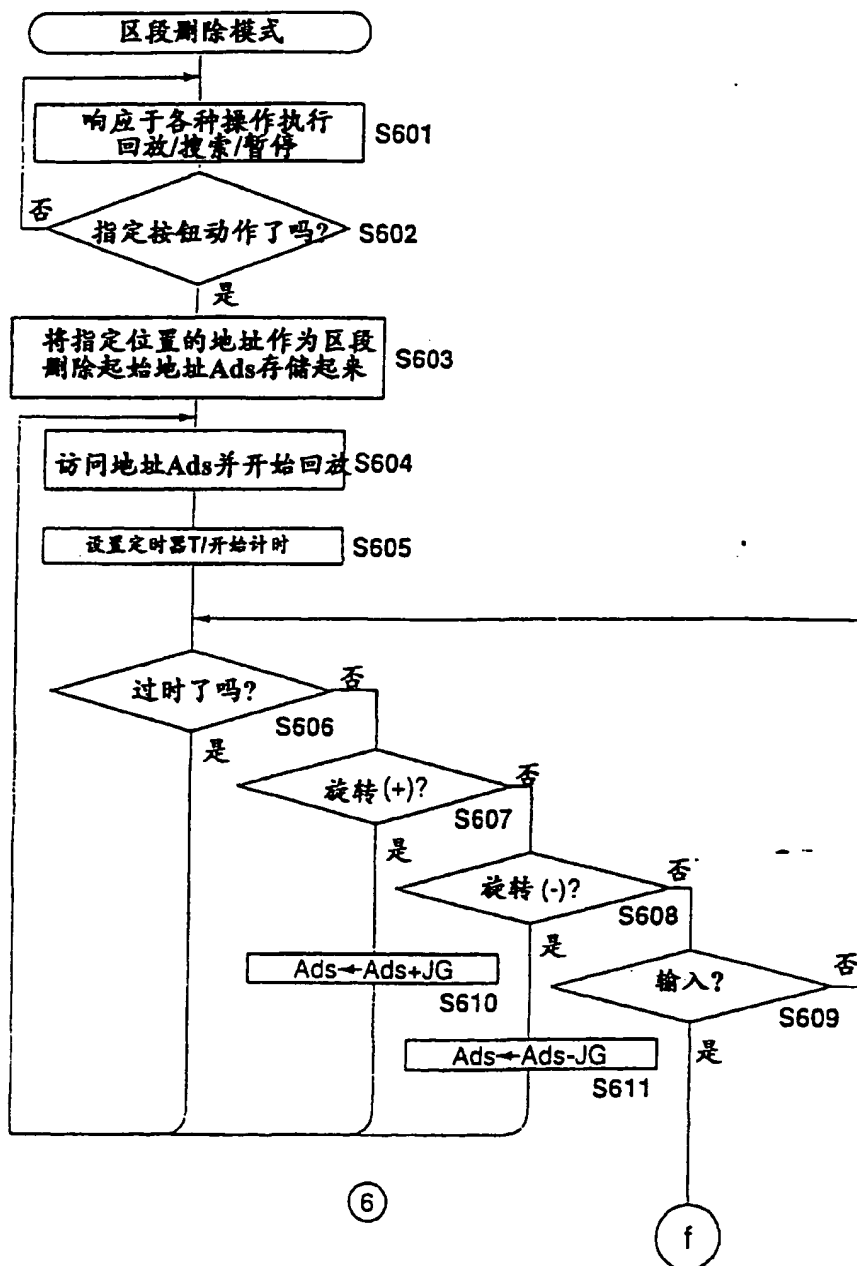 区段删除模式
响应于各种操作执行
回放/搜索/暂停
S601
否
指定按钮动作了吗?
S602
是
将指定位置的地址作为区段
删除起始地址Ads存储起来
S603
访问地址Ads并开始回放
S604
设置定时器T/开始计时
S605
过时了吗?
否
S606
是
旋转(+)?
否
S607
是
旋转(-)?
否
S608
是
Ads←Ads+JG
S610
输入?
否
S609
是
Ads←Ads-JG
S611
6
f